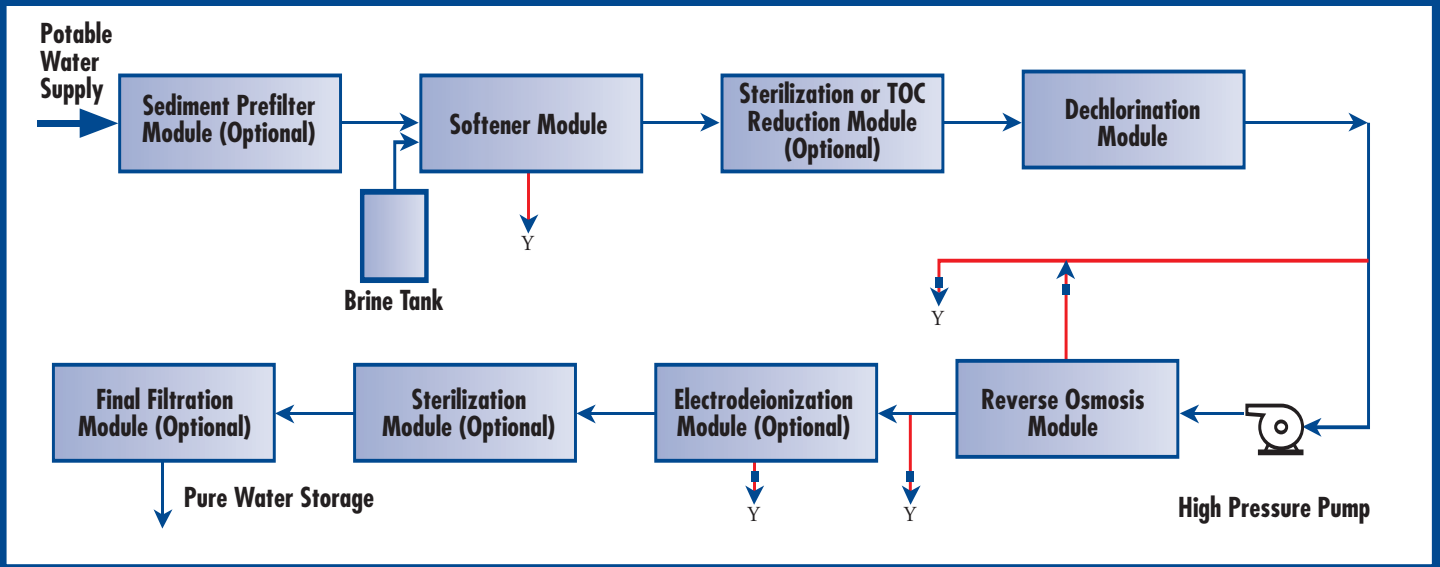 Potable
Water
Supply
Sediment Prefilter
Module (Optional)
Softener Module
Sterilization or TOC
Reduction Module
(Optional)
Dechlorination
Module
Y
Brine Tank
Y
Final Filtration
Module (Optional)
Sterilization
Module (Optional)
Electrodeionization
Module (Optional)
Reverse Osmosis
Module
Pure Water Storage
Y
Y
High Pressure Pump